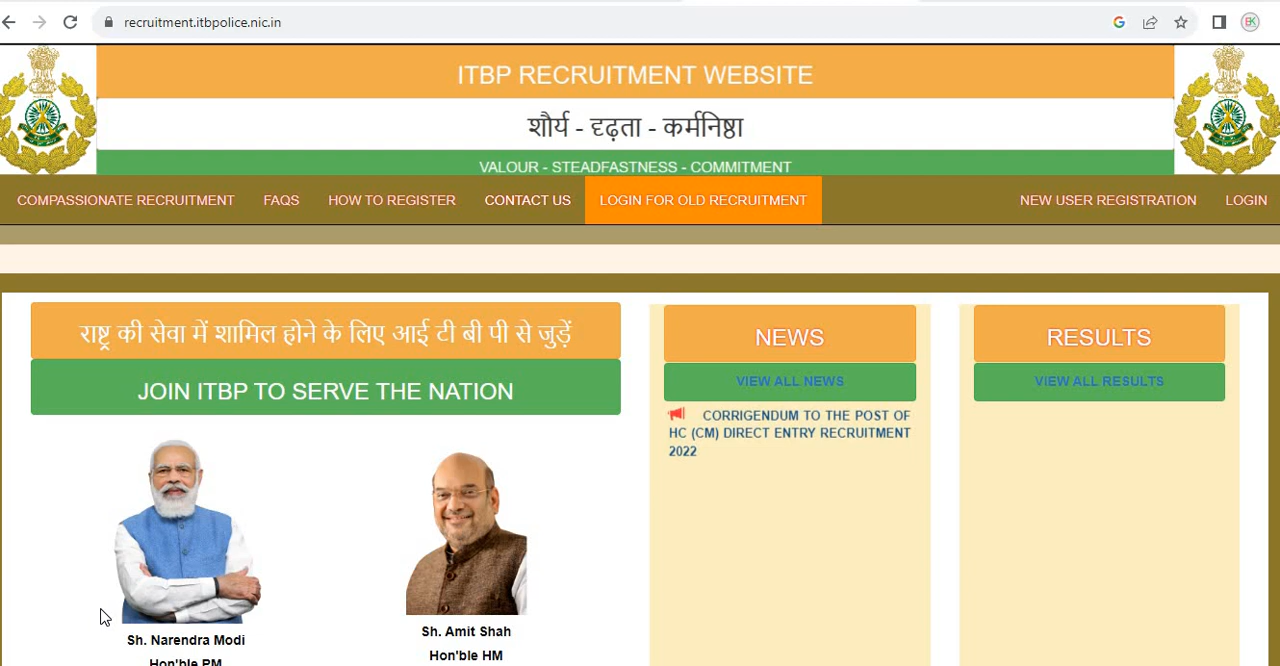 recruitment.itbpolice.nic.in
ITBP RECRUITMENT WEBSITE
शौर्य - दृढ़ता - कर्मनिष्ठा
VALOUR - STEADFASTNESS - COMMITMENT
COMPASSIONATE RECRUITMENT FAQS HOW TO REGISTER CONTACT US LOGIN FOR OLD RECRUITMENT NEW USER REGISTRATION LOGIN
राष्ट्र की सेवा में शामिल होने के लिए आई टी बी पी से जुड़ें
JOIN ITBP TO SERVE THE NATION
Sh. Narendra Modi
Hon'ble PM
Sh. Amit Shah
Hon'ble HM
NEWS
VIEW ALL NEWS
CORRIGENDUM TO THE POST OF
HC (CM) DIRECT ENTRY RECRUITMENT
2022
RESULTS
VIEW ALL RESULTS